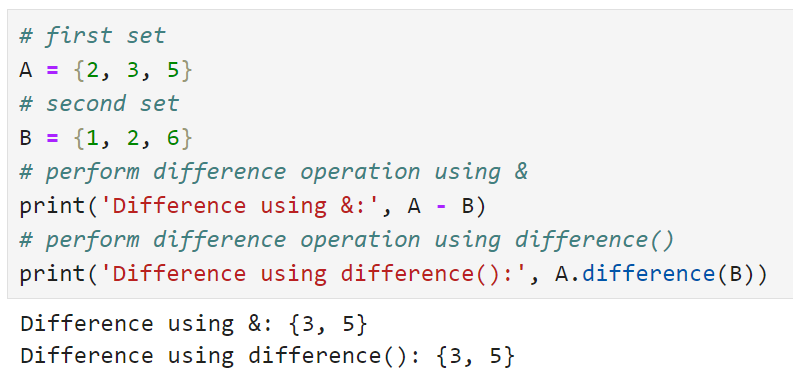 # first set
A = {2, 3, 5}
# second set
B = {1, 2, 6}
# perform difference operation using &
print('Difference using &:', A - B)
# perform difference operation using difference()
print('Difference using difference():', A.difference(B))
Difference using &: {3, 5}
Difference using difference(): {3, 5}